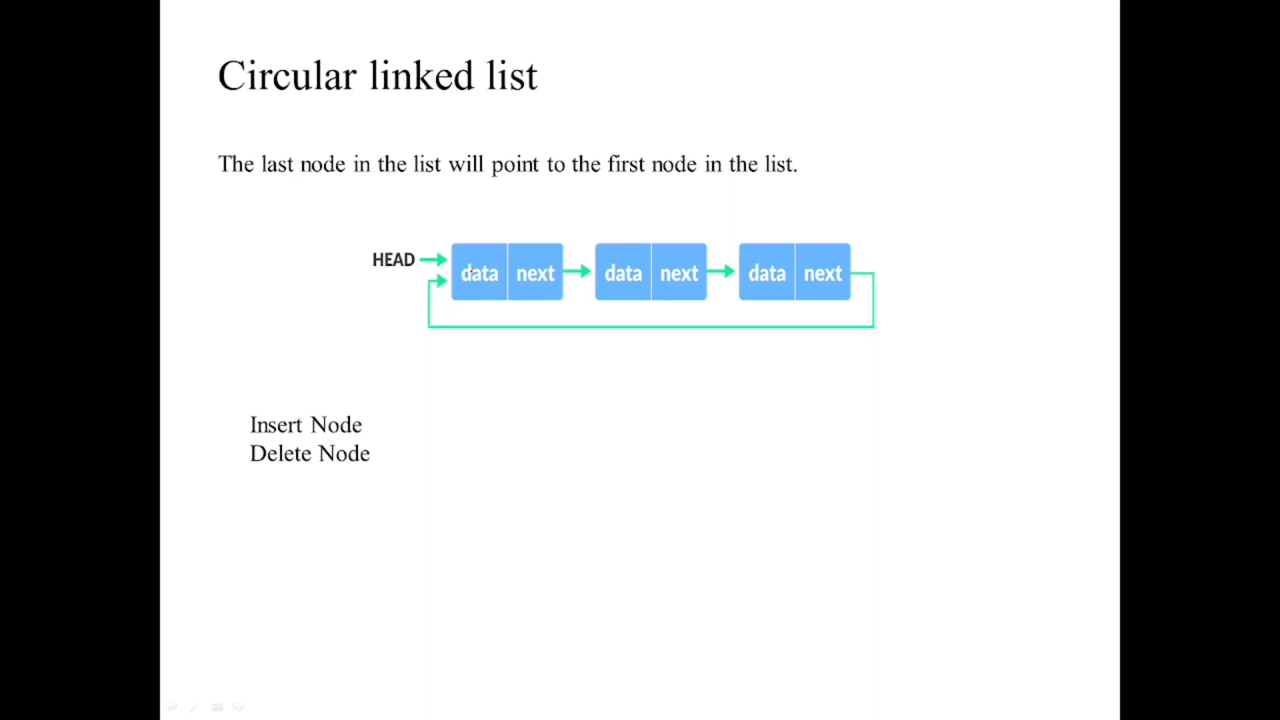 Circular linked list
The last node in the list will point to the first node in the list.
HEAD data next data next data next
Insert Node
Delete Node